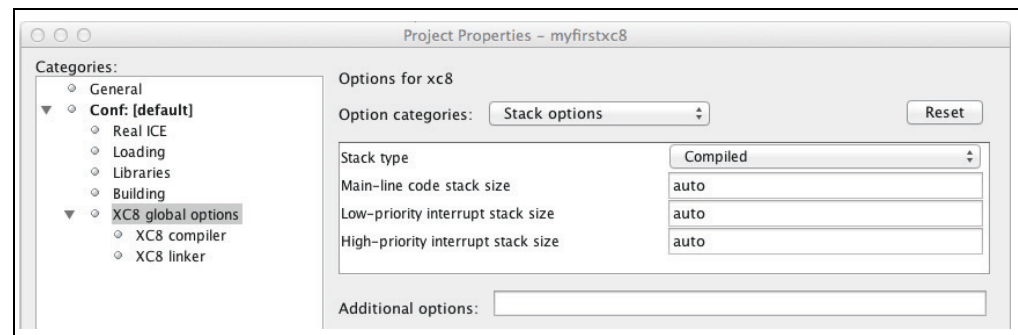 Project Properties – myfirstxc8
Categories:
General
Conf: [default]
Real ICE
Loading
Libraries
Building
XC8 global options
XC8 compiler
XC8 linker
Options for xc8
Option categories: Stack options Reset
Stack type Compiled
Main-line code stack size auto
Low-priority interrupt stack size auto
High-priority interrupt stack size auto
Additional options: